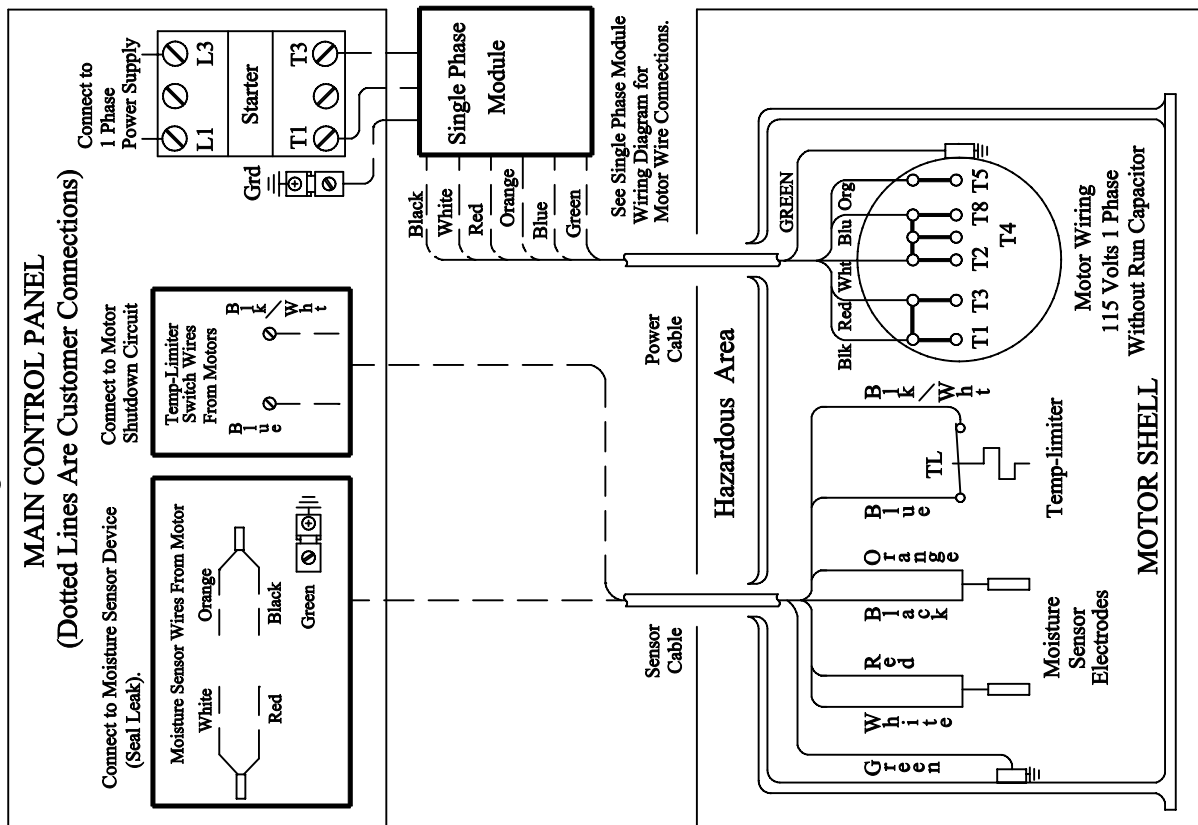 MAIN CONTROL PANEL
(Dotted Lines Are Customer Connections)
Connect to Moisture Sensor Device
(Seal Leak).
Moisture Sensor Wires From Motor
White
Orange
Red
Black
Green
Connect to Motor
Shutdown Circuit
Temp-Limiter
Switch Wires
From Motors
Blue
Blk/Wht
Connect to
1 Phase
Power Supply
L1
L3
Starter
T1
T3
Grd
Single Phase
Module
Black
White
Red
Orange
Blue
Green
See Single Phase Module
Wiring Diagram for
Motor Wire Connections.
Sensor
Cable
Power
Cable
Hazardous Area
Green
White
Red
Black
Orange
Blue
Blk/Wht
TL
Moisture
Sensor
Electrodes
Temp-limiter
GREEN
Blk
Red
Wht
Blu
Org
T1
T3
T2
T8
T5
T4
Motor Wiring
115 Volts 1 Phase
Without Run Capacitor
MOTOR SHELL